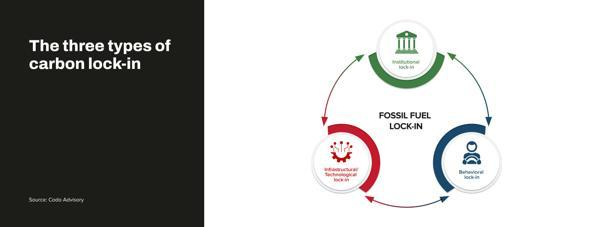 The three types of
carbon lock-in
Institutional
lock-in
FOSSIL FUEL
LOCK-IN
Infrastructural/
Technological
lock-in
Behavioral
lock-in
Source: Coda Advisory